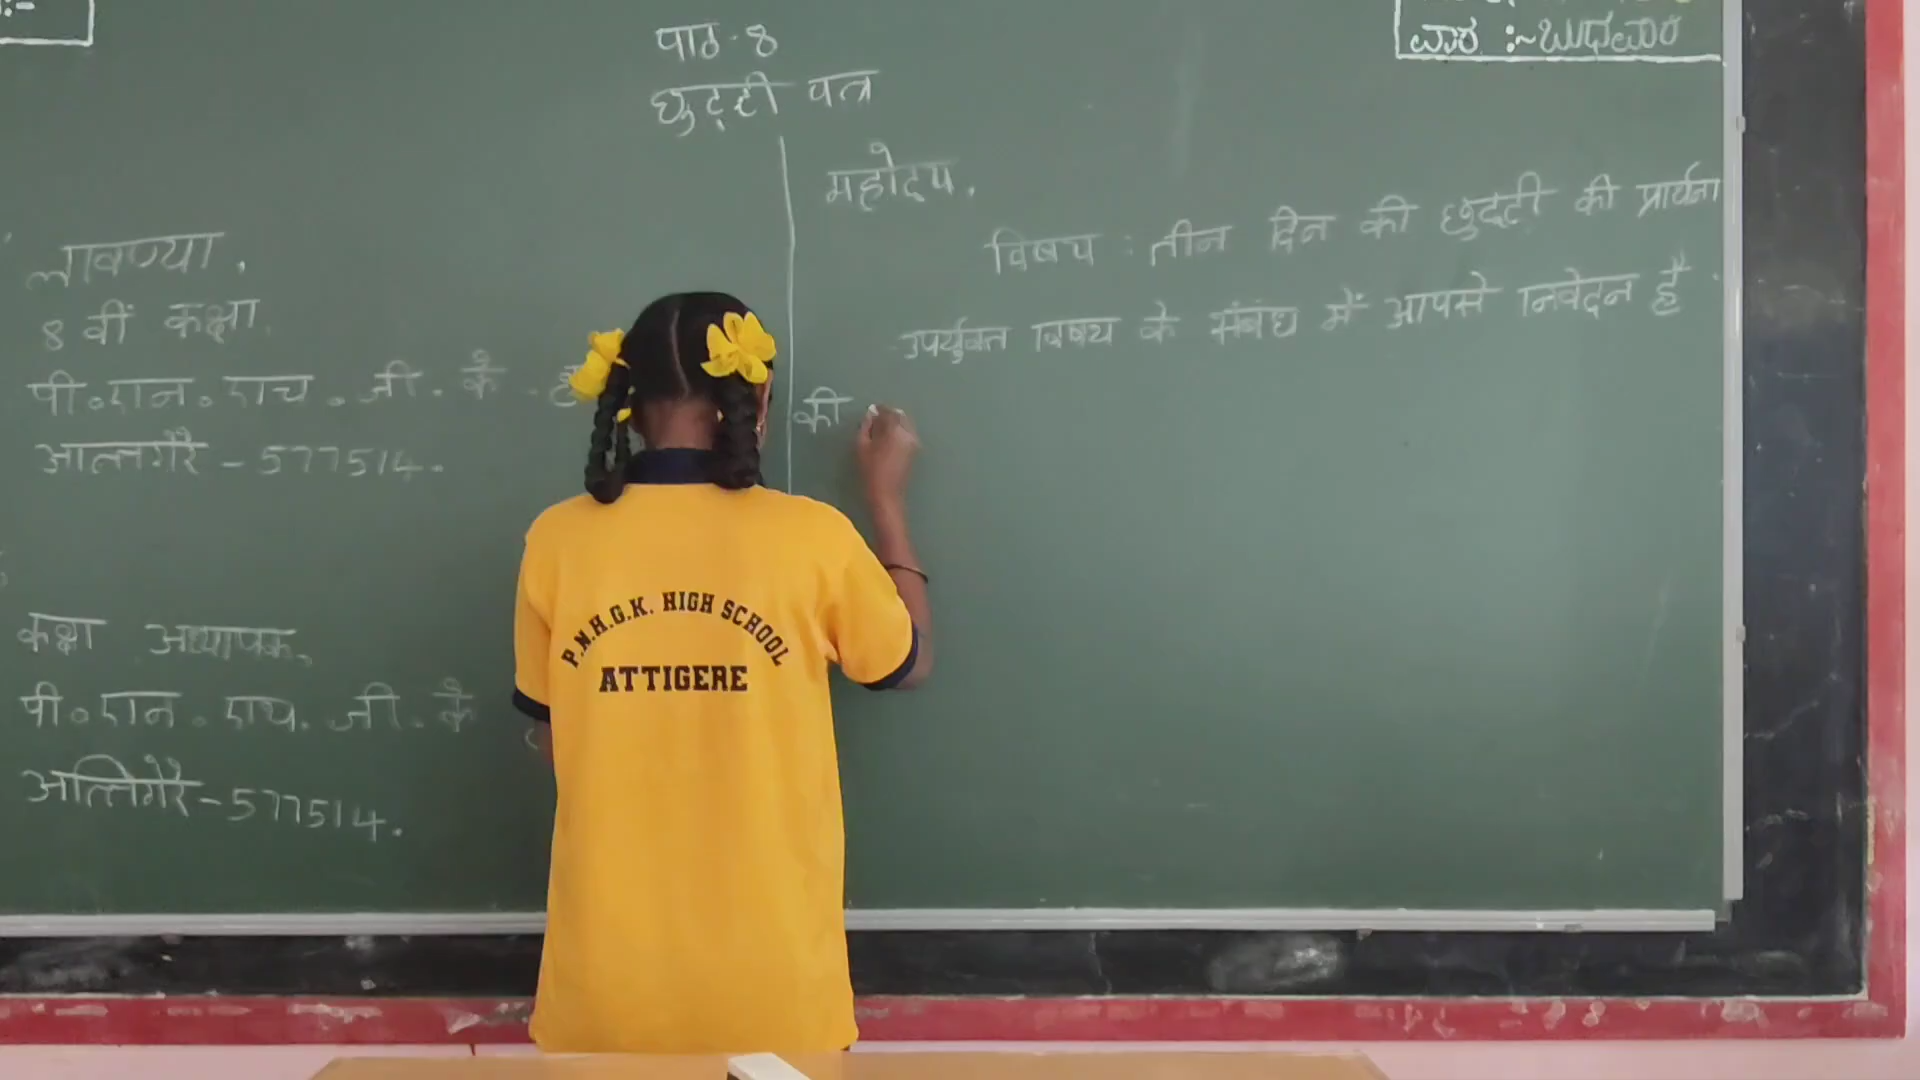 पाठ - 8
छुट्टी पत्र
वार :~ ಬುಧವಾರ
लावण्या,
8 वीं कक्षा,
पी. एन. एच. जी. के.
अत्तिगेरे - 577514.
कक्षा अध्यापक,
पी. एन. एच. जी. के
अत्तिगेरे - 577514.
महोदय,
विषय : तीन दिन की छुट्टी की प्रार्थना
उपर्युक्त विषय के संबंध में आपसे निवेदन है
की
P.N.H.G.K. HIGH SCHOOL
ATTIGERE